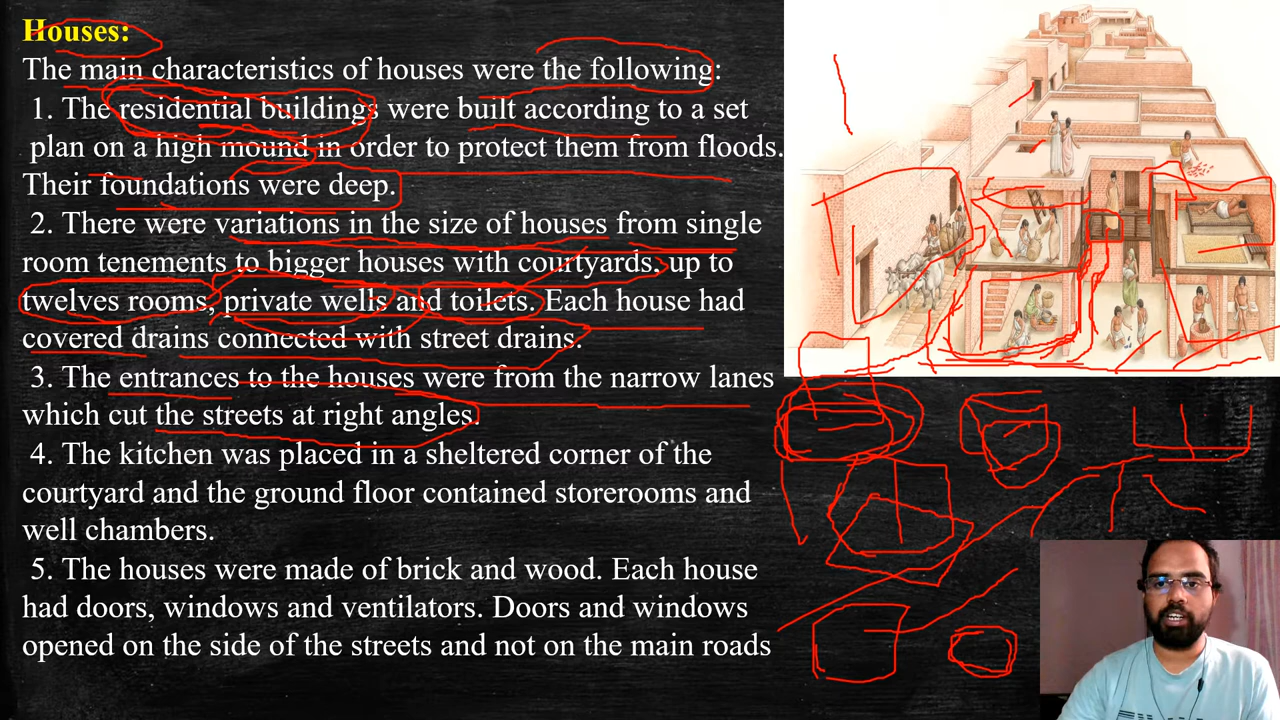 Houses:
The main characteristics of houses were the following:
1. The residential buildings were built according to a set
plan on a high mound in order to protect them from floods.
Their foundations were deep.
2. There were variations in the size of houses from single
room tenements to bigger houses with courtyards, up to
twelves rooms, private wells and toilets. Each house had
covered drains connected with street drains.
3. The entrances to the houses were from the narrow lanes
which cut the streets at right angles.
4. The kitchen was placed in a sheltered corner of the
courtyard and the ground floor contained storerooms and
well chambers.
5. The houses were made of brick and wood. Each house
had doors, windows and ventilators. Doors and windows
opened on the side of the streets and not on the main roads